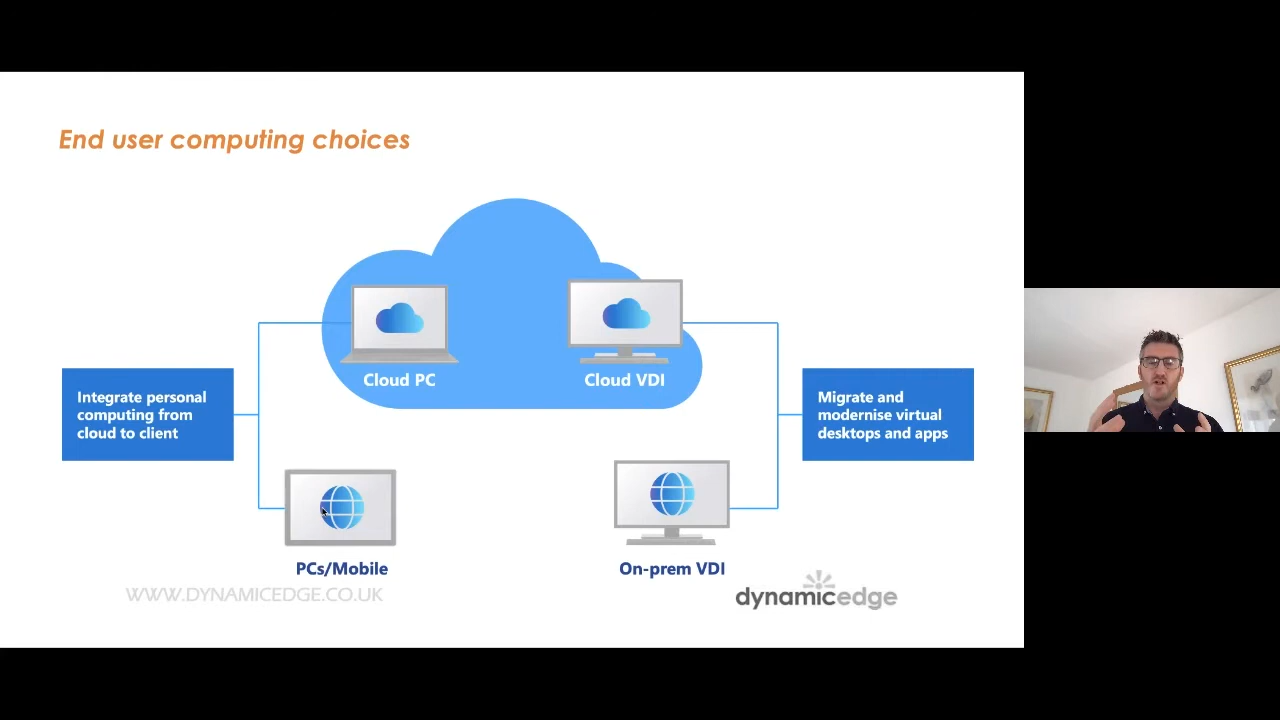 End user computing choices
Cloud PC
Cloud VDI
Integrate personal
computing from
cloud to client
Migrate and
modernise virtual
desktops and apps
PCs/Mobile
On-prem VDI
WWW.DYNAMICEDGE.CO.UK
dynamicedge